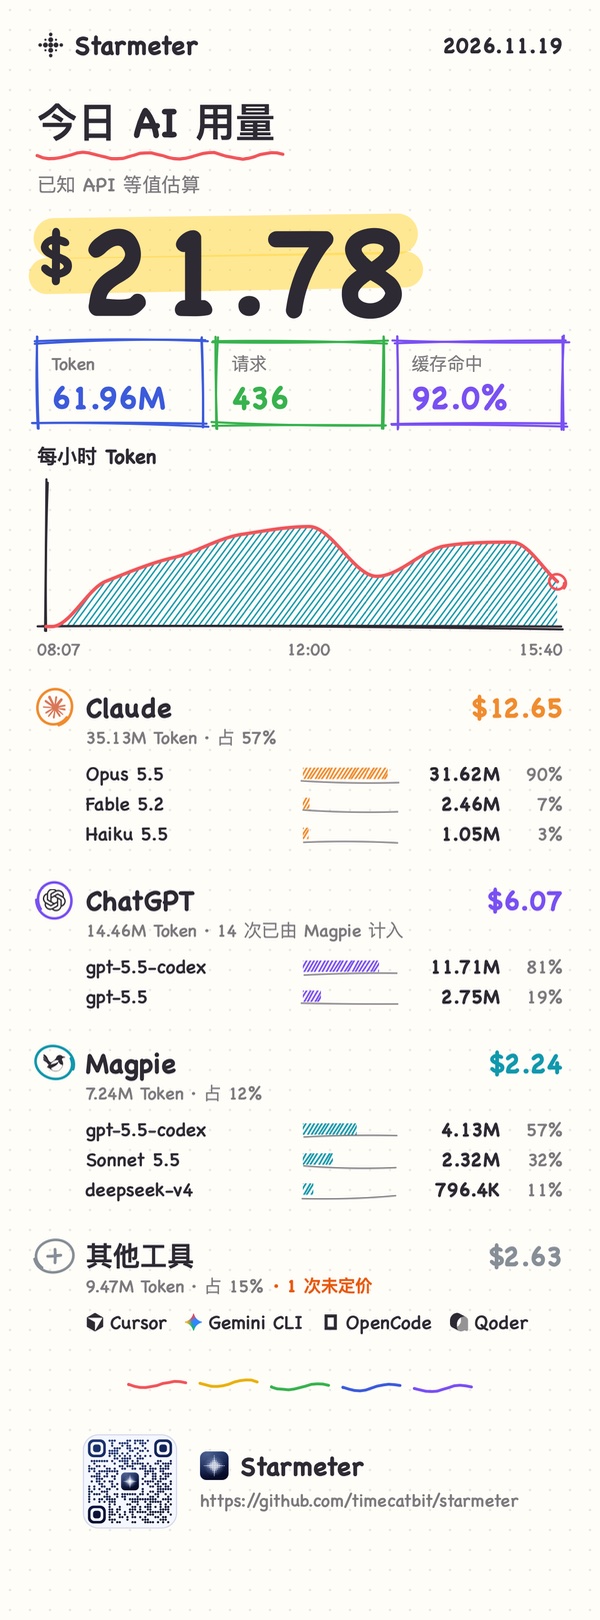 Starmeter
2026.11.19
今日 AI 用量
已知 API 等值估算
$21.78
Token
61.96M
请求
436
缓存命中
92.0%
每小时 Token
08:07 12:00 15:40
Claude $12.65
35.13M Token · 占 57%
Opus 5.5 31.62M 90%
Fable 5.2 2.46M 7%
Haiku 5.5 1.05M 3%
ChatGPT $6.07
14.46M Token · 14 次已由 Magpie 计入
gpt-5.5-codex 11.71M 81%
gpt-5.5 2.75M 19%
Magpie $2.24
7.24M Token · 占 12%
gpt-5.5-codex 4.13M 57%
Sonnet 5.5 2.32M 32%
deepseek-v4 796.4K 11%
其他工具 $2.63
9.47M Token · 占 15% · 1 次未定价
Cursor Gemini CLI OpenCode Qoder
Starmeter
https://github.com/timecatbit/starmeter